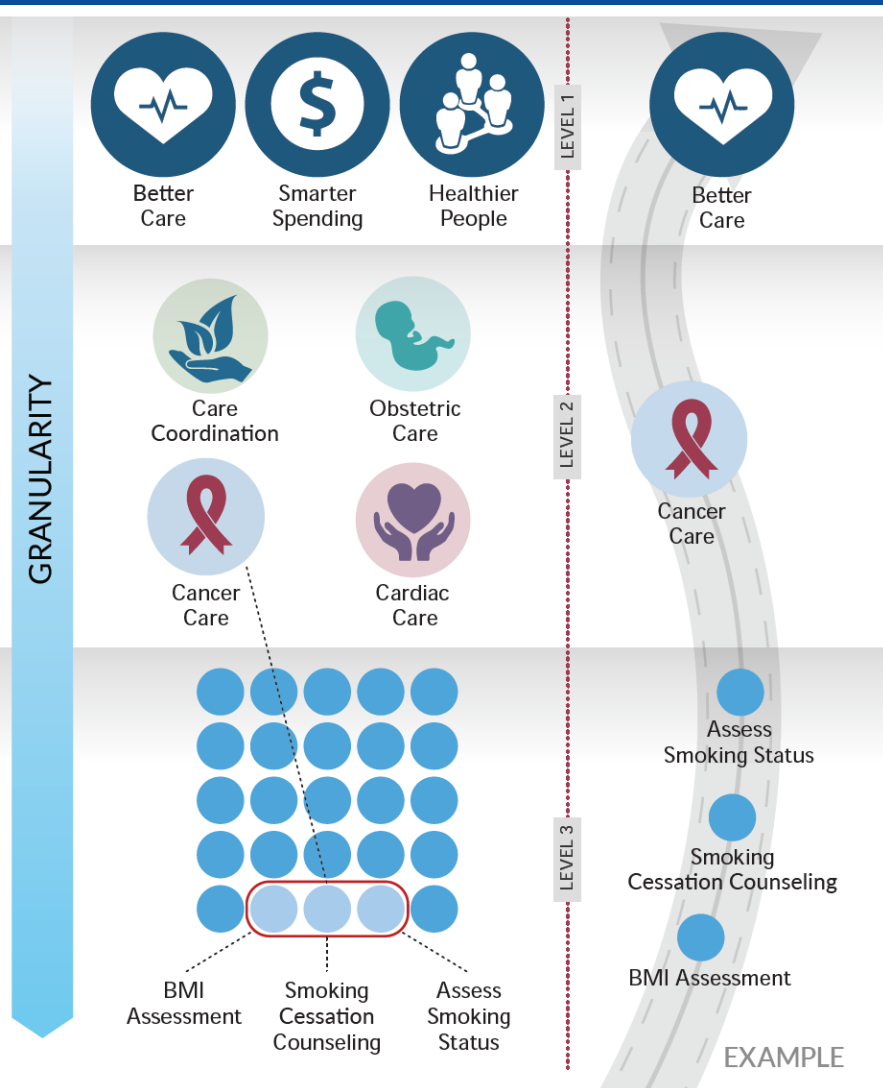 GRANULARITY
Better
Care
Smarter
Spending
Healthier
People
LEVEL 1
Better
Care
Care
Coordination
Obstetric
Care
LEVEL 2
Cancer
Care
Cancer
Care
Cardiac
Care
Assess
Smoking Status
LEVEL 3
Smoking
Cessation Counseling
BMI Assessment
BMI
Assessment
Smoking
Cessation
Counseling
Assess
Smoking
Status
EXAMPLE